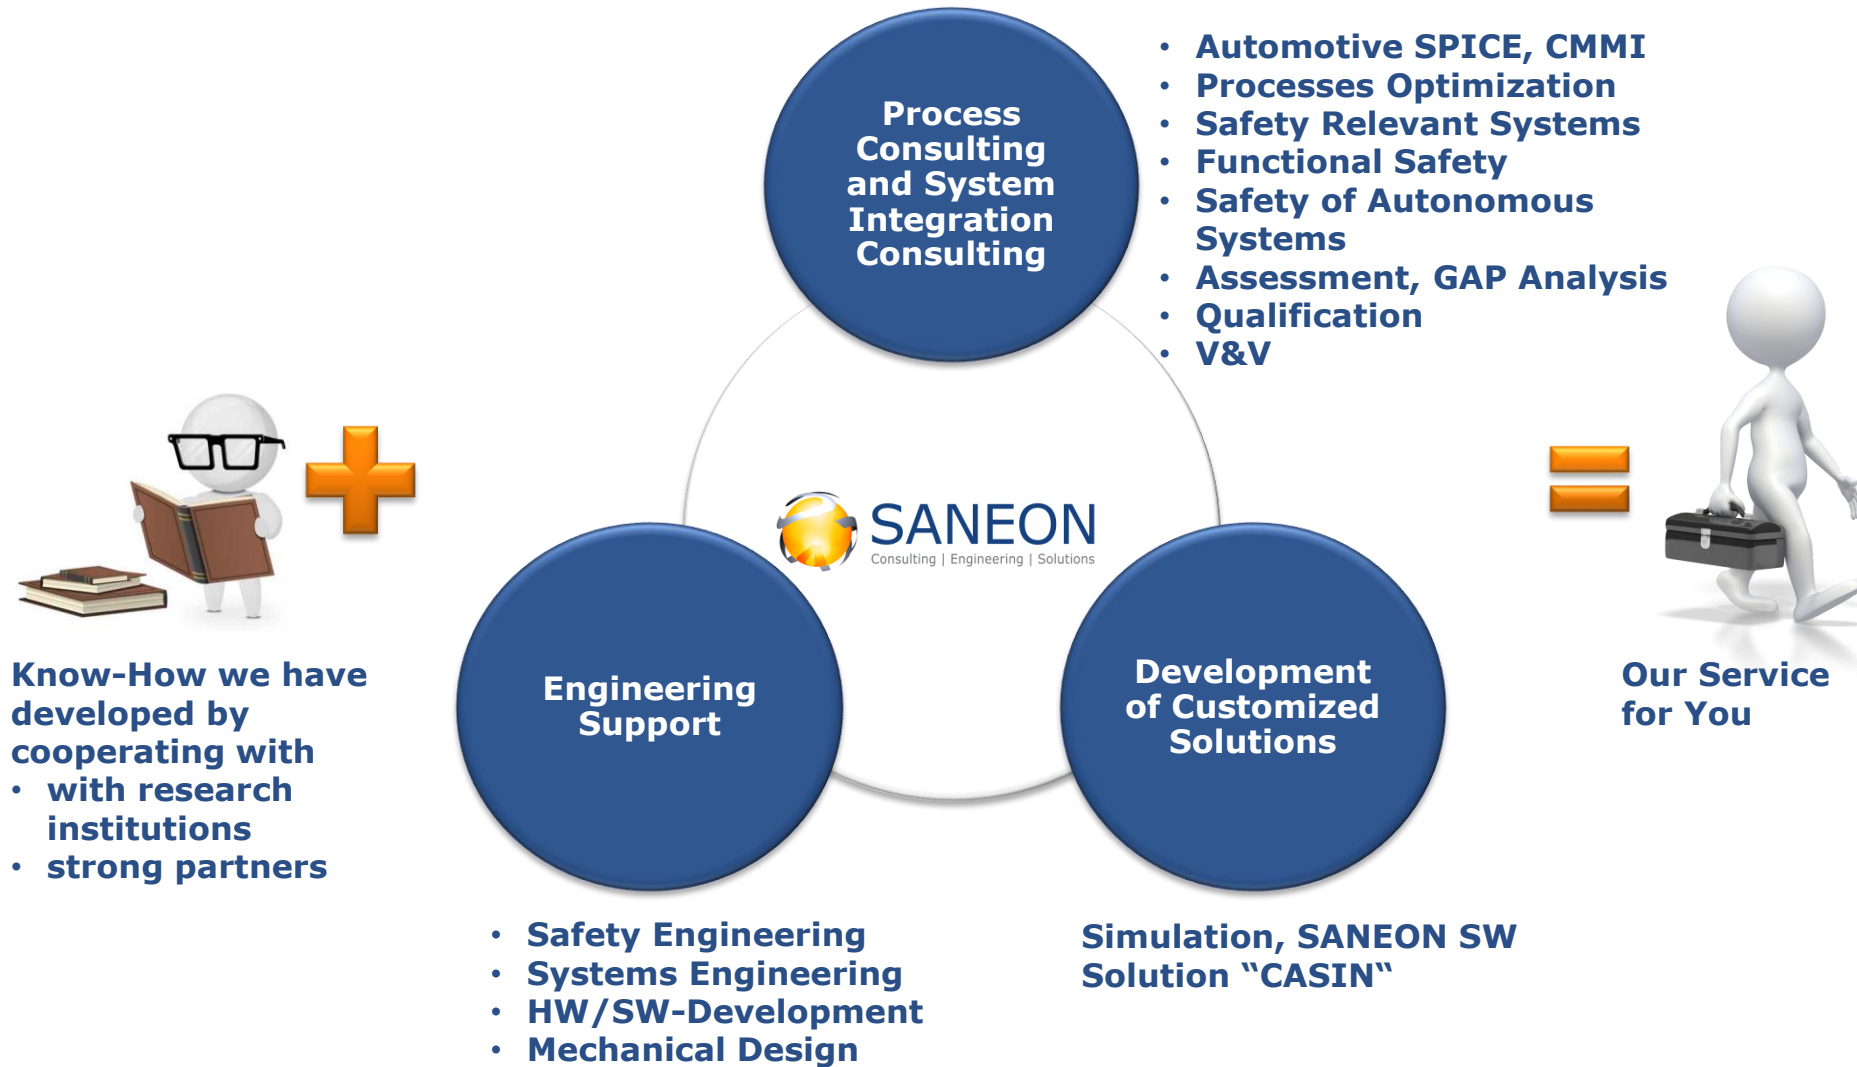 Process
Consulting
and System
Integration
Consulting
• Automotive SPICE, CMMI
• Processes Optimization
• Safety Relevant Systems
• Functional Safety
• Safety of Autonomous
Systems
• Assessment, GAP Analysis
• Qualification
• V&V
SANEON
Consulting | Engineering | Solutions
Know-How we have
developed by
cooperating with
• with research
institutions
• strong partners
Engineering
Support
Development
of Customized
Solutions
Our Service
for You
• Safety Engineering
• Systems Engineering
• HW/SW-Development
• Mechanical Design
Simulation, SANEON SW
Solution “CASIN“